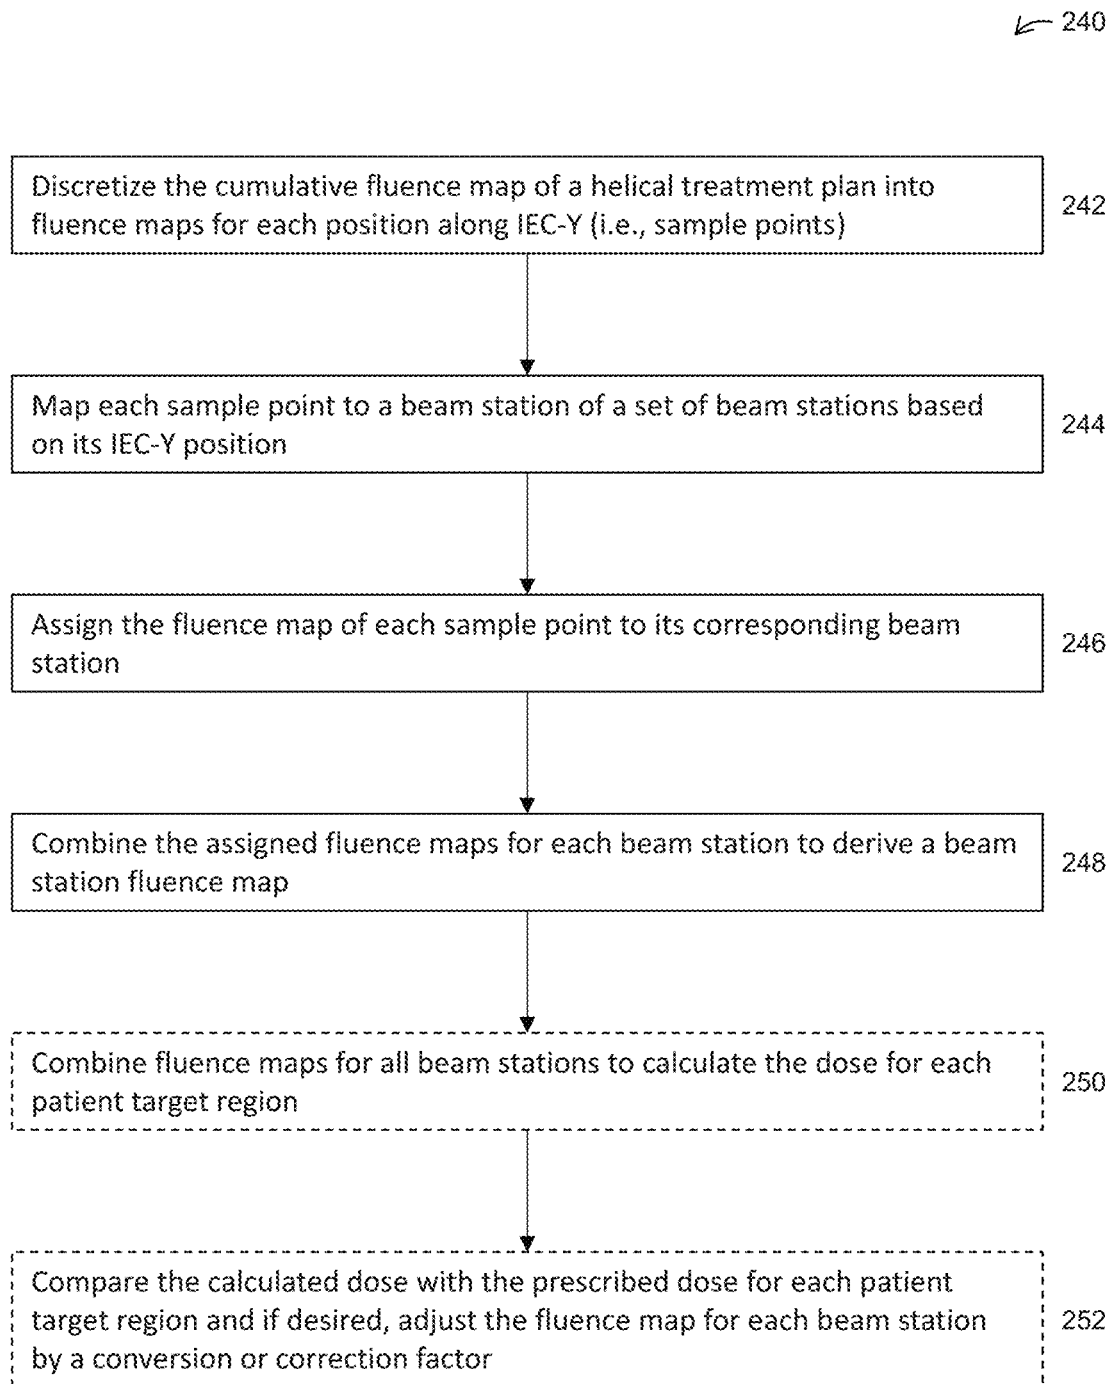 240
Discretize the cumulative fluence map of a helical treatment plan into
fluence maps for each position along IEC-Y (i.e., sample points)
242
Map each sample point to a beam station of a set of beam stations based
on its IEC-Y position
244
Assign the fluence map of each sample point to its corresponding beam
station
246
Combine the assigned fluence maps for each beam station to derive a beam
station fluence map
248
Combine fluence maps for all beam stations to calculate the dose for each
patient target region
250
Compare the calculated dose with the prescribed dose for each patient
target region and if desired, adjust the fluence map for each beam station
by a conversion or correction factor
252